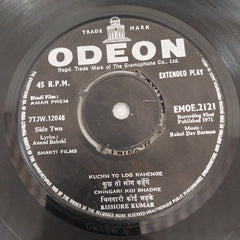 TRADE MARK
ODEON
Regd. Trade Mark of The Gramophone Co. Ltd.
45 R.P.M.
EXTENDED PLAY
Hindi Film :
AMAR PREM
7TJW.12046
Side Two
Lyrics :
Anand Bakshi
SHAKTI FILMS
EMOE.2121
Recording First
Published 1971
Music :
Rahul Dev Burman
KUCHH TO LOG KAHENGE
कुछ तो लोग कहेंगे
CHINGARI KOI BHADKE
चिनगारी कोई भड़के
KISHORE KUMAR